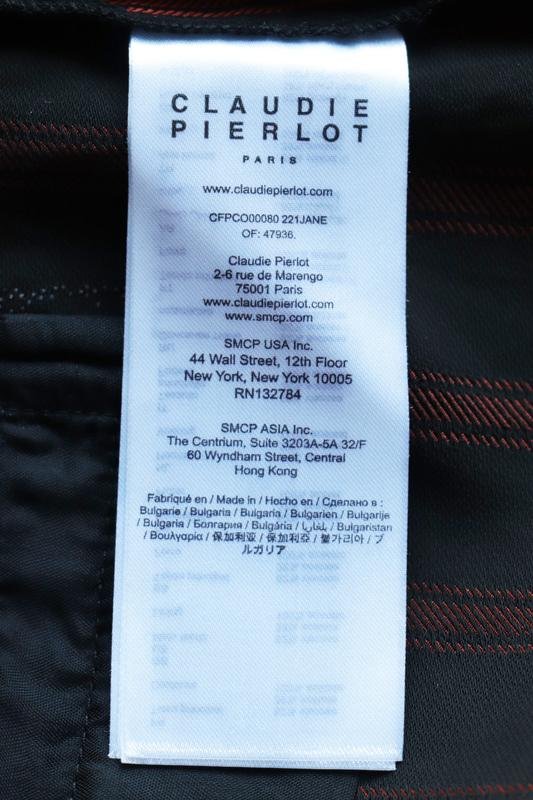 CLAUDIE
PIERLOT
PARIS
www.claudiepierlot.com
CFPCO00080 221JANE
OF: 47936.
Claudie Pierlot
2-6 rue de Marengo
75001 Paris
www.claudiepierlot.com
www.smcp.com
SMCP USA Inc.
44 Wall Street, 12th Floor
New York, New York 10005
RN132784
SMCP ASIA Inc.
The Centrium, Suite 3203A-5A 32/F
60 Wyndham Street, Central
Hong Kong
Fabriqué en / Made in / Hecho en / Сделано в :
Bulgarie / Bulgaria / Bulgaria / Bulgarien / Bulgarije
/ Bulgaria / Болгария / Bulgária / بلغاريا / Bulgaristan
/ Βουλγαρία / 保加利亚 / 保加利亞 / 불가리아 / ブ
ルガリア